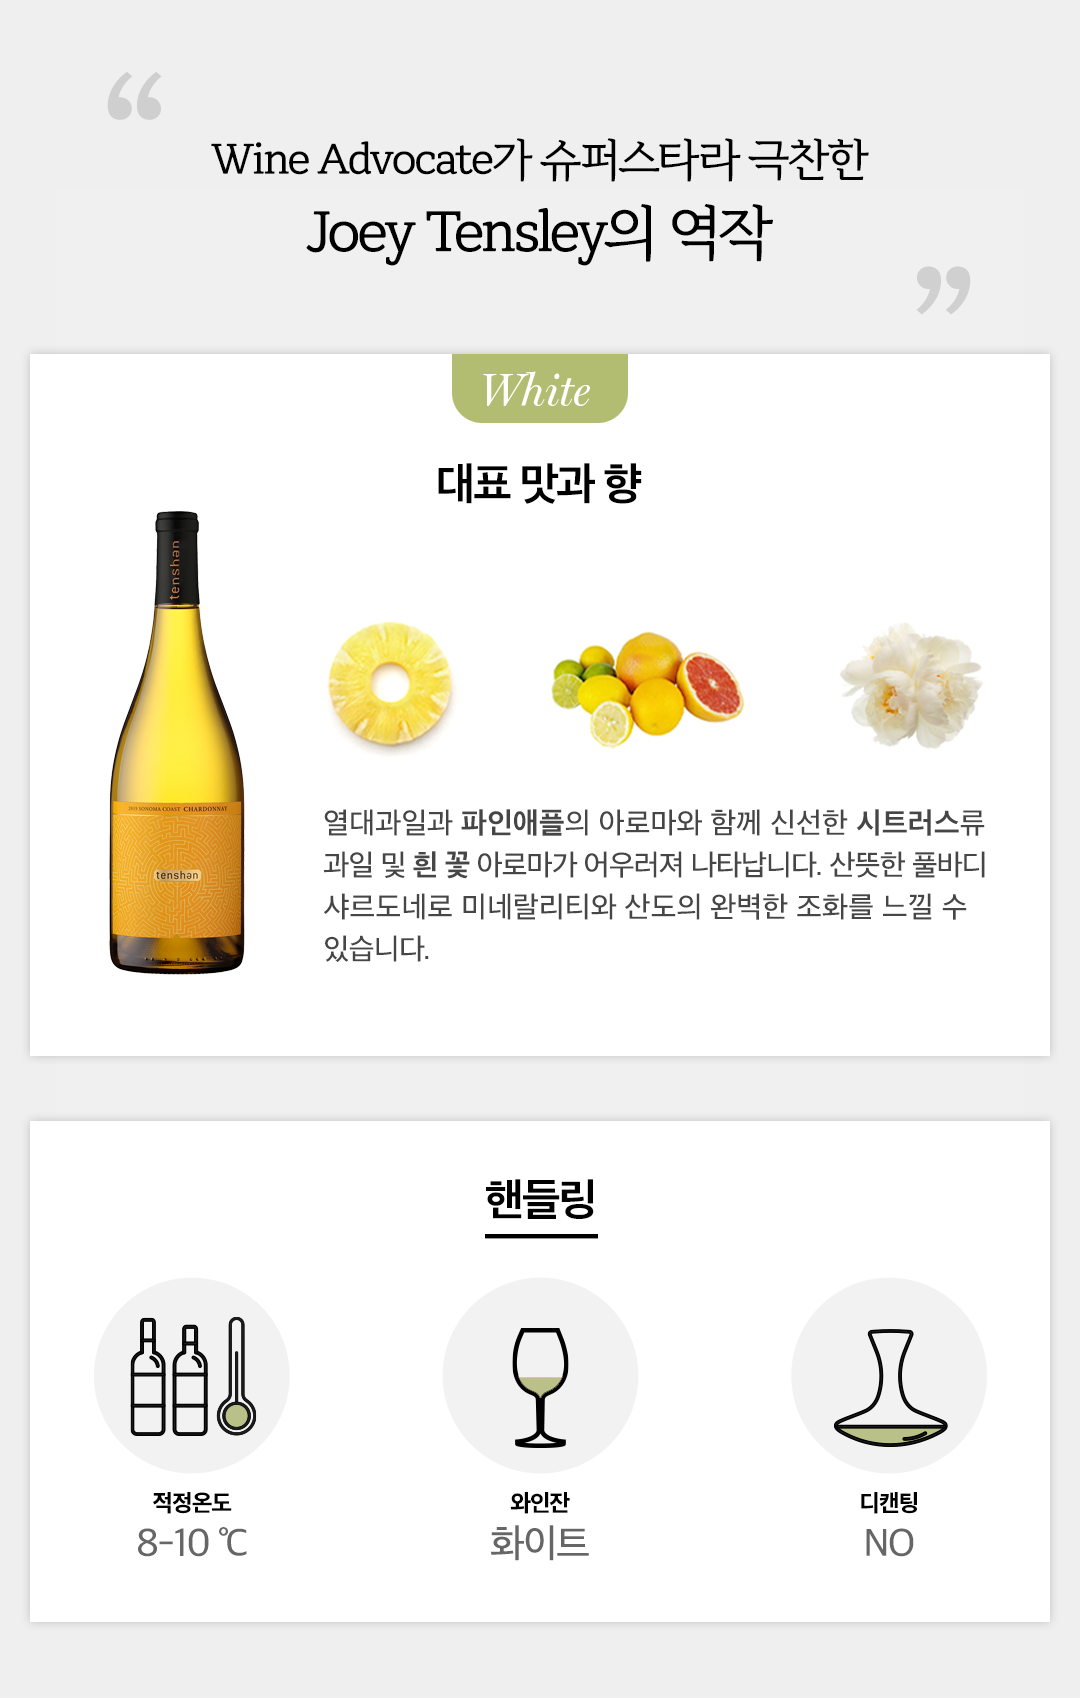 “
Wine Advocate가 슈퍼스타라 극찬한
Joey Tensley의 역작
”
White
대표 맛과 향
tenshən
2019 SONOMA COAST CHARDONNAY
tenshən
열대과일과 파인애플의 아로마와 함께 신선한 시트러스류
과일 및 흰 꽃 아로마가 어우러져 나타납니다. 산뜻한 풀바디
샤르도네로 미네랄리티와 산도의 완벽한 조화를 느낄 수
있습니다.
핸들링
적정온도
8-10 ℃
와인잔
화이트
디캔팅
NO